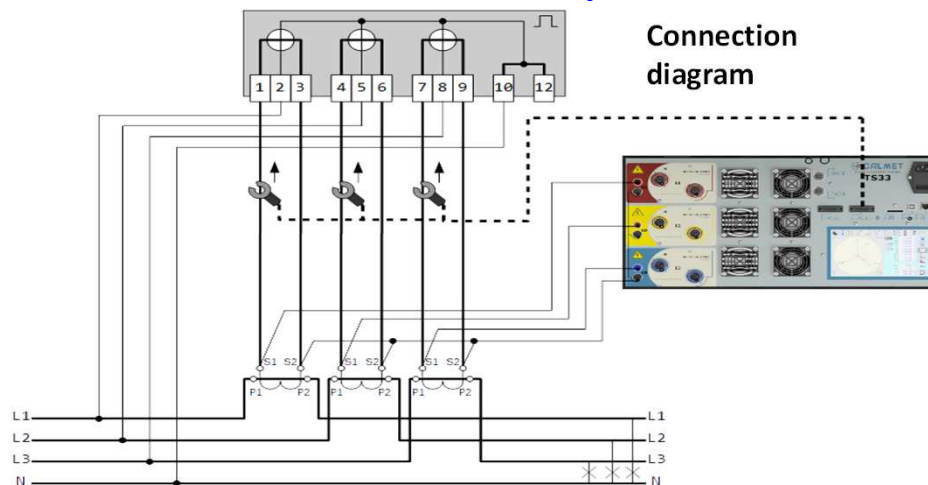 Connection
diagram
1 2 3 4 5 6 7 8 9 10 12
CALMET
TS33
S1 S2 S1 S2 S1 S2
P1 P2 P1 P2 P1 P2
L1 L1
L2 L2
L3 L3
N N